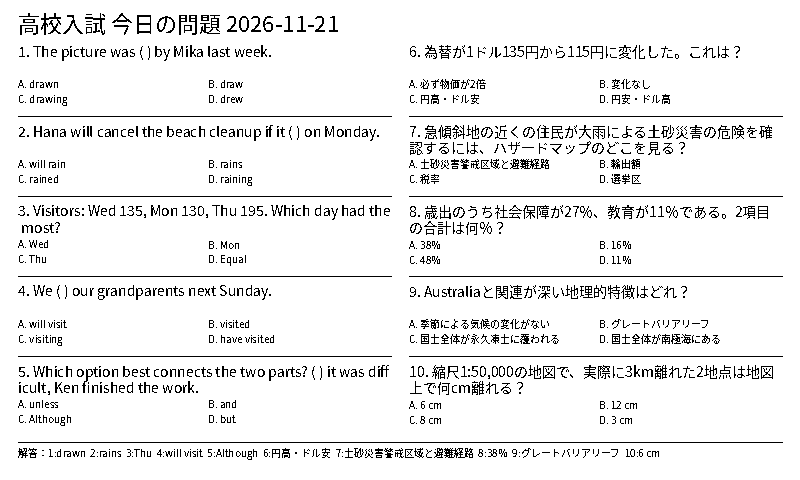 高校入試 今日の問題 2026-11-21
1. The picture was ( ) by Mika last week.
A. drawn
B. draw
C. drawing
D. drew
2. Hana will cancel the beach cleanup if it ( ) on Monday.
A. will rain
B. rains
C. rained
D. raining
3. Visitors: Wed 135, Mon 130, Thu 195. Which day had the
most?
A. Wed
B. Mon
C. Thu
D. Equal
4. We ( ) our grandparents next Sunday.
A. will visit
B. visited
C. visiting
D. have visited
5. Which option best connects the two parts? ( ) it was diff
icult, Ken finished the work.
A. unless
B. and
C. Although
D. but
6. 為替が1ドル135円から115円に変化した。これは？
A. 必ず物価が2倍
B. 変化なし
C. 円高・ドル安
D. 円安・ドル高
7. 急傾斜地の近くの住民が大雨による土砂災害の危険を確
認するには、ハザードマップのどこを見る？
A. 土砂災害警戒区域と避難経路
B. 輸出額
C. 税率
D. 選挙区
8. 歳出のうち社会保障が27%、教育が11%である。2項目
の合計は何%？
A. 38%
B. 16%
C. 48%
D. 11%
9. Australiaと関連が深い地理的特徴はどれ？
A. 季節による気候の変化がない
B. グレートバリアリーフ
C. 国土全体が永久凍土に覆われる
D. 国土全体が南極海にある
10. 縮尺1:50,000の地図で、実際に3km離れた2地点は地図
上で何cm離れる？
A. 6 cm
B. 12 cm
C. 8 cm
D. 3 cm
解答：1:drawn 2:rains 3:Thu 4:will visit 5:Although 6:円高・ドル安 7:土砂災害警戒区域と避難経路 8:38% 9:グレートバリアリーフ 10:6 cm